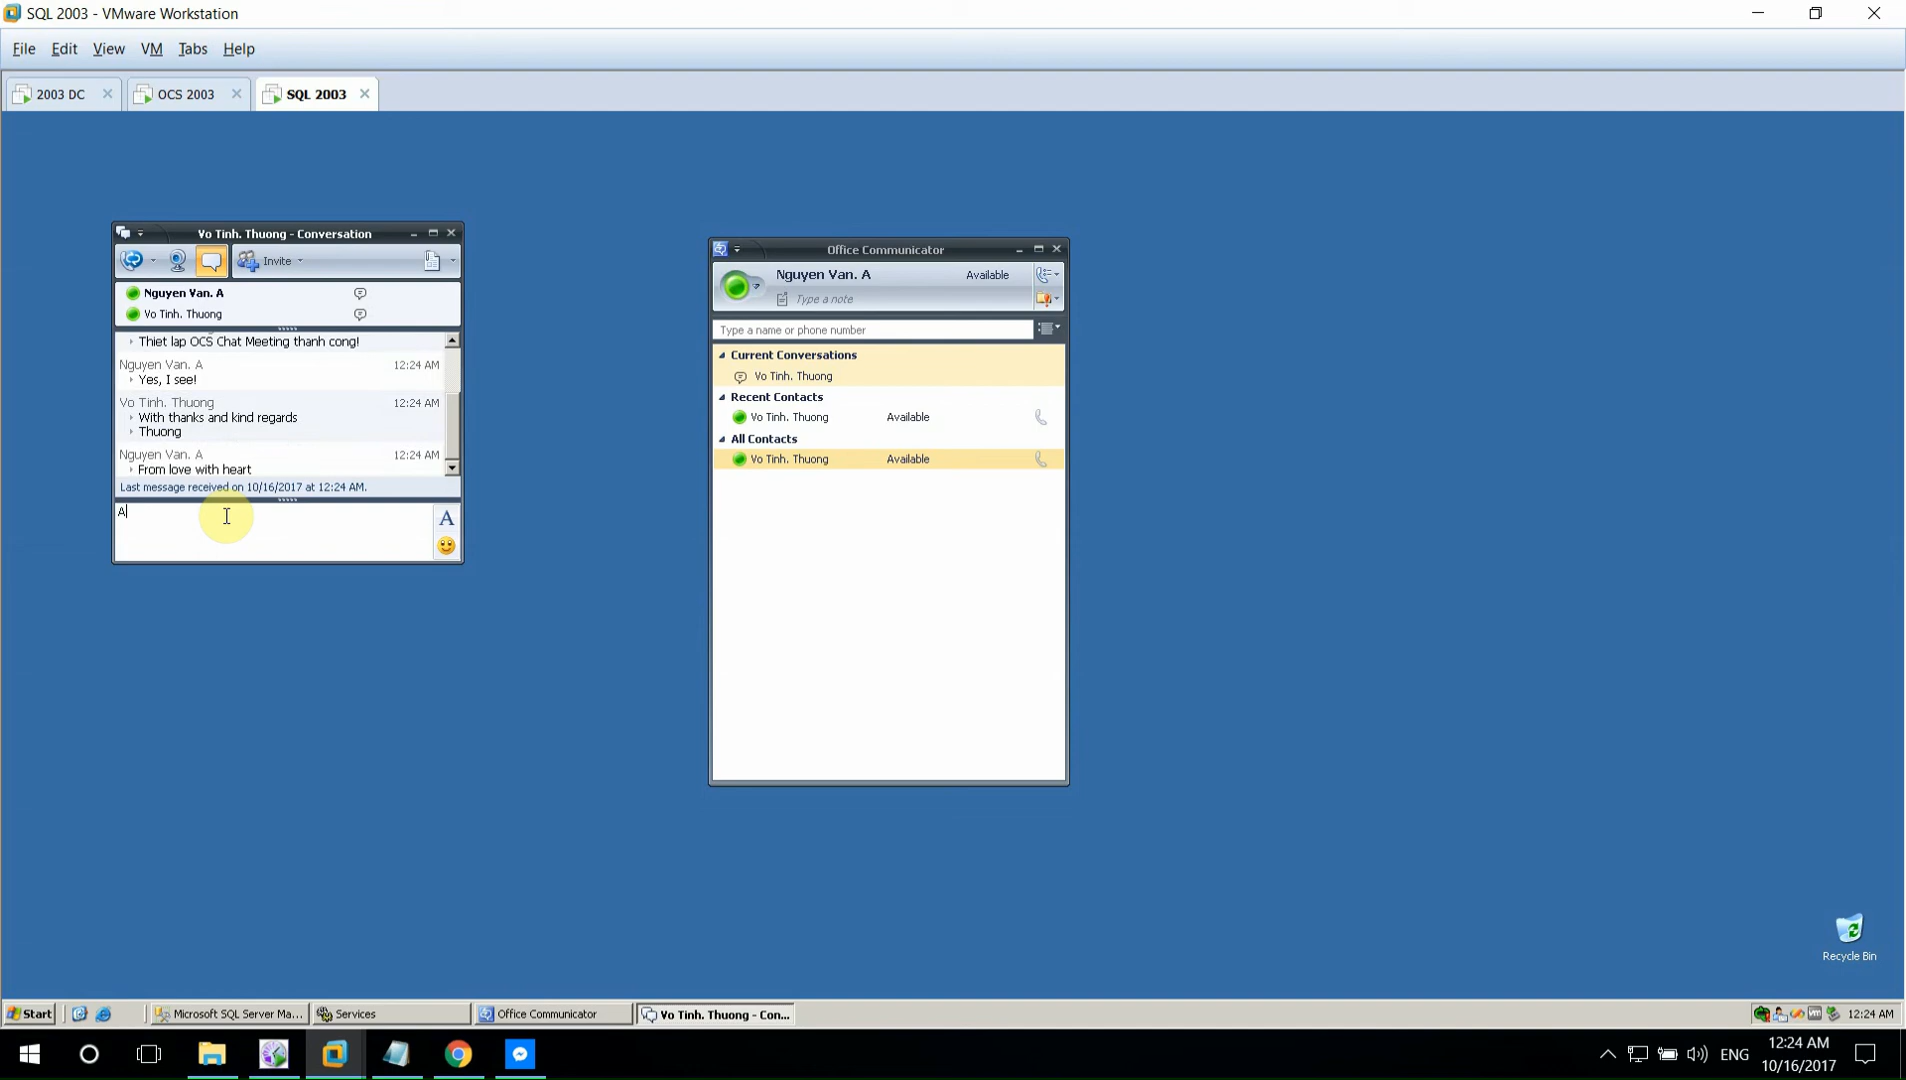 SQL 2003 - VMware Workstation
File Edit View VM Tabs Help
2003 DC
OCS 2003
SQL 2003
Vo Tinh. Thuong - Conversation
Invite
Nguyen Van. A
Vo Tinh. Thuong
Thiet lap OCS Chat Meeting thanh cong!
Nguyen Van. A 12:24 AM
Yes, I see!
Vo Tinh. Thuong 12:24 AM
With thanks and kind regards
Thuong
Nguyen Van. A 12:24 AM
From love with heart
Last message received on 10/16/2017 at 12:24 AM.
A
A
Office Communicator
Nguyen Van. A Available
Type a note
Type a name or phone number
Current Conversations
Vo Tinh. Thuong
Recent Contacts
Vo Tinh. Thuong Available
All Contacts
Vo Tinh. Thuong Available
Recycle Bin
Start
Microsoft SQL Server Ma...
Services
Office Communicator
Vo Tinh. Thuong - Con...
12:24 AM
ENG
12:24 AM
10/16/2017